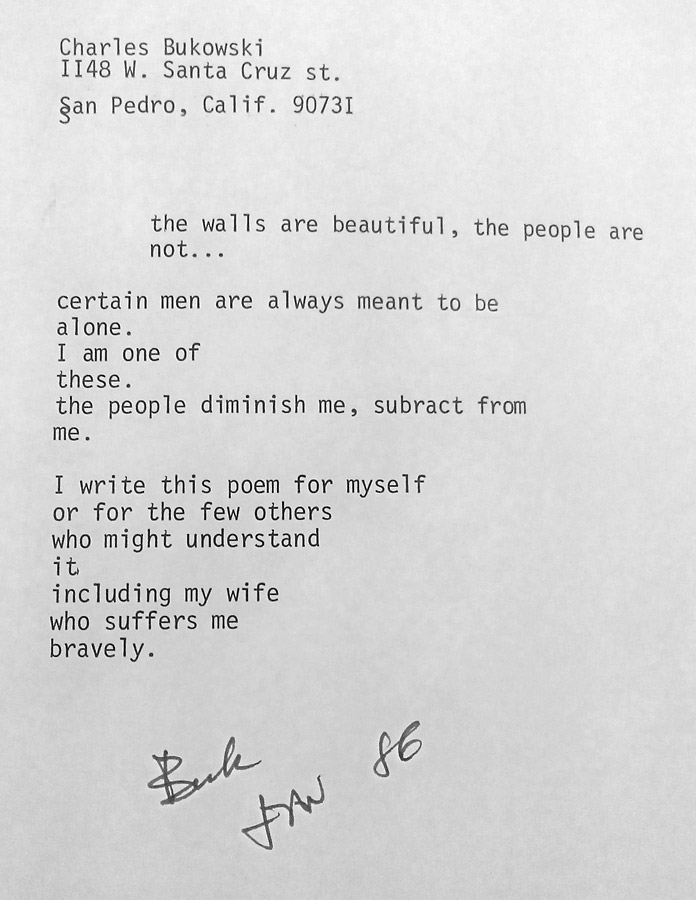 Charles Bukowski
II48 W. Santa Cruz st.
San Pedro, Calif. 9073I
the walls are beautiful, the people are
not...
certain men are always meant to be
alone.
I am one of
these.
the people diminish me, subract from
me.
I write this poem for myself
or for the few others
who might understand
it
including my wife
who suffers me
bravely.
Buk
JAN 86